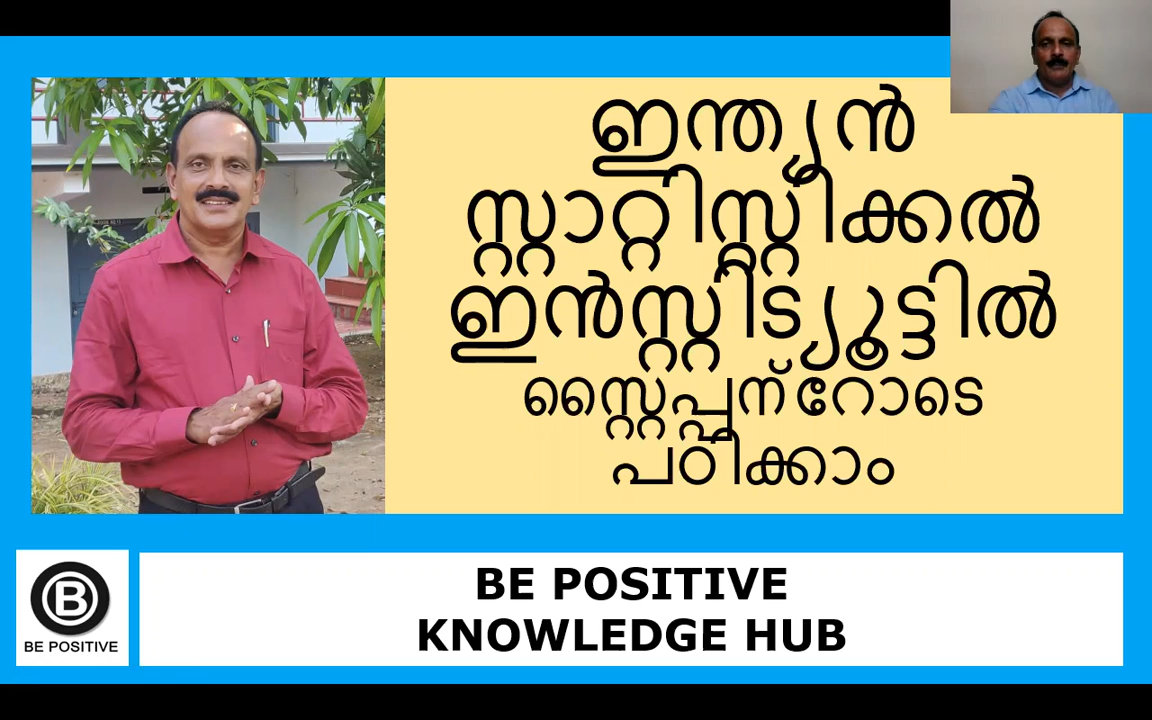 ഇന്ത്യൻ
സ്റ്റാറ്റിസ്റ്റിക്കൽ
ഇൻസ്റ്റിട്യൂട്ടിൽ
സ്റ്റൈപ്പന്റോടെ
പഠിക്കാം
BE POSITIVE
KNOWLEDGE HUB
B
BE POSITIVE